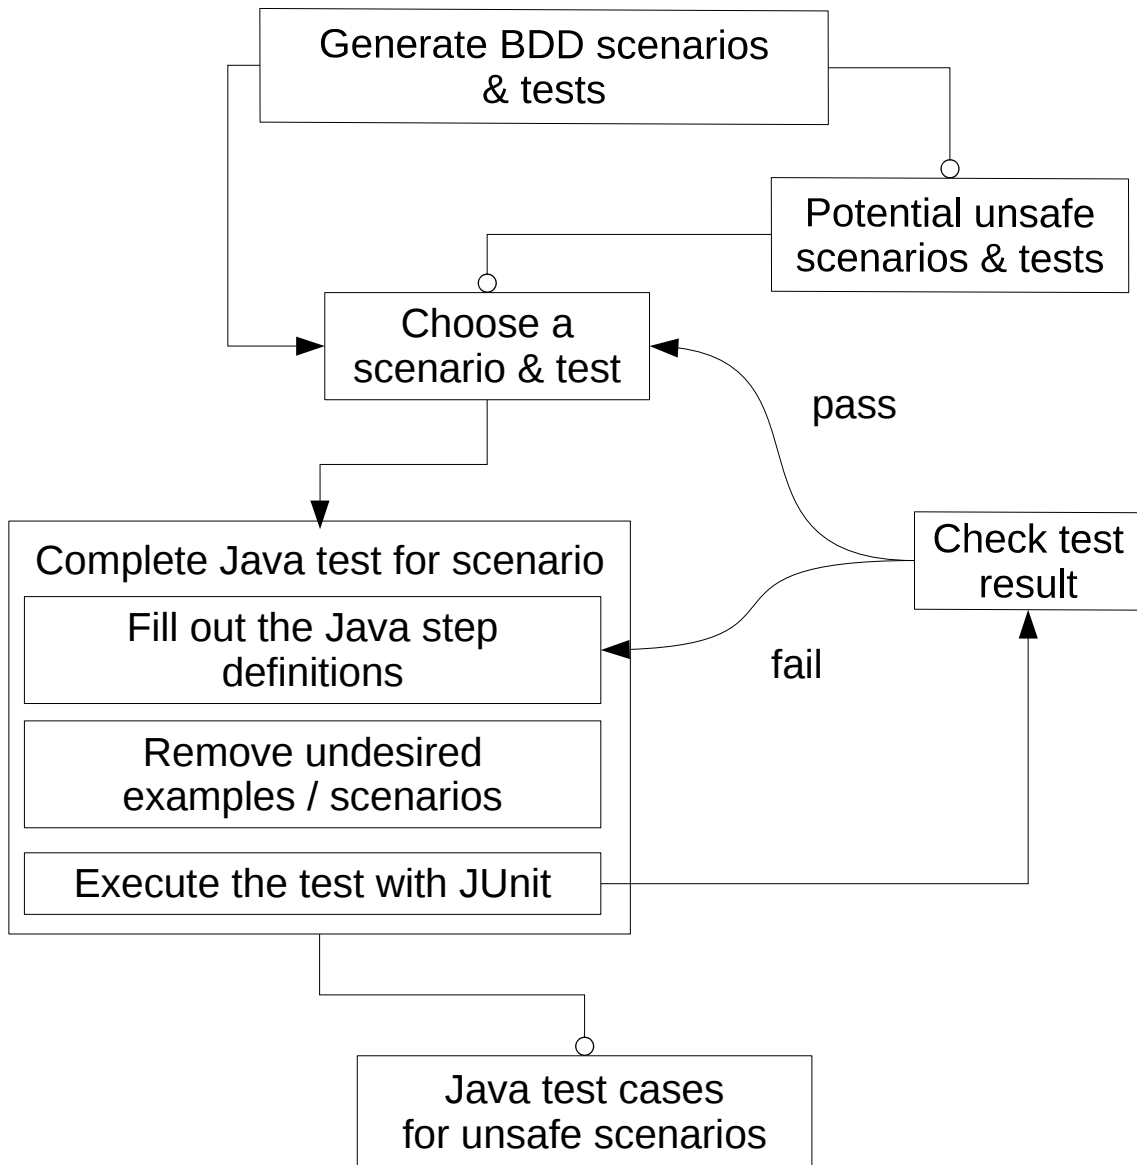 Generate BDD scenarios
& tests
Potential unsafe
scenarios & tests
Choose a
scenario & test
pass
Check test
result
Complete Java test for scenario
Fill out the Java step
definitions
fail
Remove undesired
examples / scenarios
Execute the test with JUnit
Java test cases
for unsafe scenarios